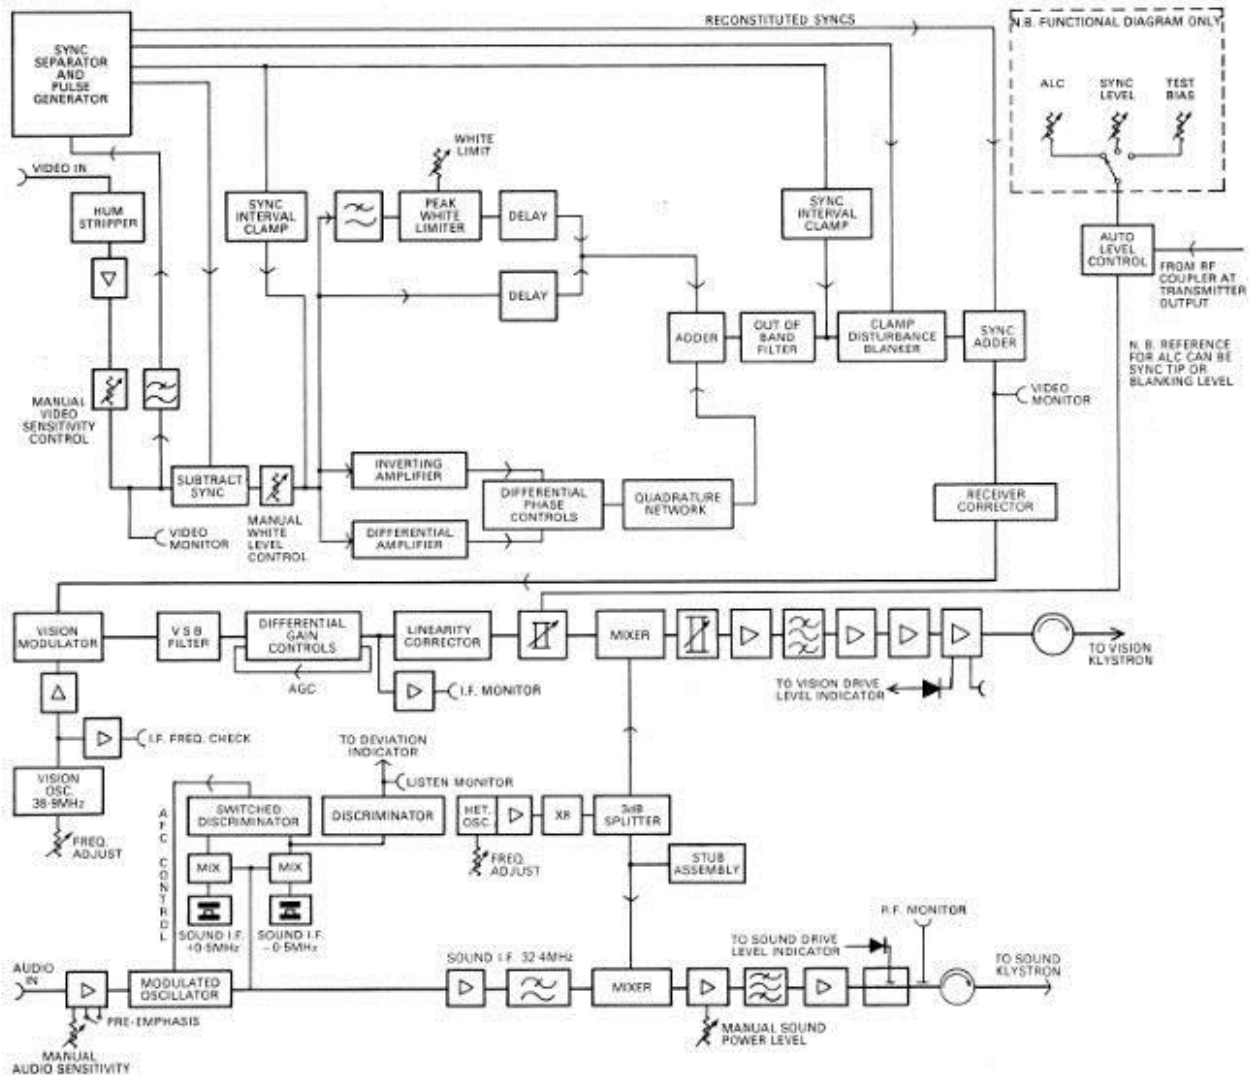 RECONSTITUTED SYNCS
N.B. FUNCTIONAL DIAGRAM ONLY
SYNC
SEPARATOR
AND
PULSE
GENERATOR
ALC
SYNC
LEVEL
TEST
BIAS
VIDEO IN
HUM
STRIPPER
SYNC
INTERVAL
CLAMP
WHITE
LIMIT
PEAK
WHITE
LIMITER
DELAY
DELAY
SYNC
INTERVAL
CLAMP
AUTO
LEVEL
CONTROL
FROM RF
COUPLER AT
TRANSMITTER
OUTPUT
ADDER
OUT OF
BAND
FILTER
CLAMP
DISTURBANCE
BLANKER
SYNC
ADDER
N.B. REFERENCE
FOR ALC CAN BE
SYNC TIP OR
BLANKING LEVEL
VIDEO
MONITOR
MANUAL
VIDEO
SENSITIVITY
CONTROL
SUBTRACT
SYNC
VIDEO
MONITOR
MANUAL
WHITE
LEVEL
CONTROL
INVERTING
AMPLIFIER
DIFFERENTIAL
AMPLIFIER
DIFFERENTIAL
PHASE
CONTROLS
QUADRATURE
NETWORK
RECEIVER
CORRECTOR
VISION
MODULATOR
V S B
FILTER
DIFFERENTIAL
GAIN
CONTROLS
AGC
LINEARITY
CORRECTOR
I.F. MONITOR
MIXER
TO VISION DRIVE
LEVEL INDICATOR
TO VISION
KLYSTRON
I.F. FREQ. CHECK
VISION
OSC.
38·9MHz
FREQ.
ADJUST
TO DEVIATION
INDICATOR
LISTEN MONITOR
AFC CONTROL
SWITCHED
DISCRIMINATOR
DISCRIMINATOR
HET.
OSC.
X8
3dB
SPLITTER
FREQ.
ADJUST
MIX
MIX
STUB
ASSEMBLY
SOUND I.F.
+0·5MHz
SOUND I.F.
-0·5MHz
R.F. MONITOR
AUDIO
IN
MODULATED
OSCILLATOR
PRE-EMPHASIS
MANUAL
AUDIO SENSITIVITY
SOUND I.F. 32·4MHz
MIXER
TO SOUND DRIVE
LEVEL INDICATOR
TO SOUND
KLYSTRON
MANUAL SOUND
POWER LEVEL